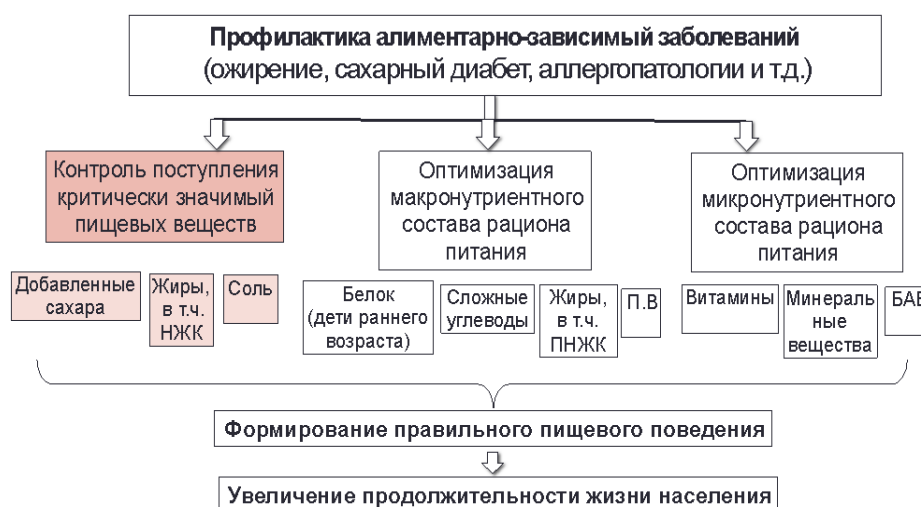 Профилактика алиментарно-зависимый заболеваний
(ожирение, сахарный диабет, аллергопатологии и т.д.)
Контроль поступления
критически значимый
пищевых веществ
Оптимизация
макронутриентного
состава рациона
питания
Оптимизация
микронутриентного
состава рациона
питания
Добавленные
сахара
Жиры,
в т.ч.
НЖК
Соль
Белок
(дети раннего
возраста)
Сложные
углеводы
Жиры,
в т.ч.
ПНЖК
П.В
Витамины
Минераль
ные
вещества
БАВ
Формирование правильного пищевого поведения
Увеличение продолжительности жизни населения